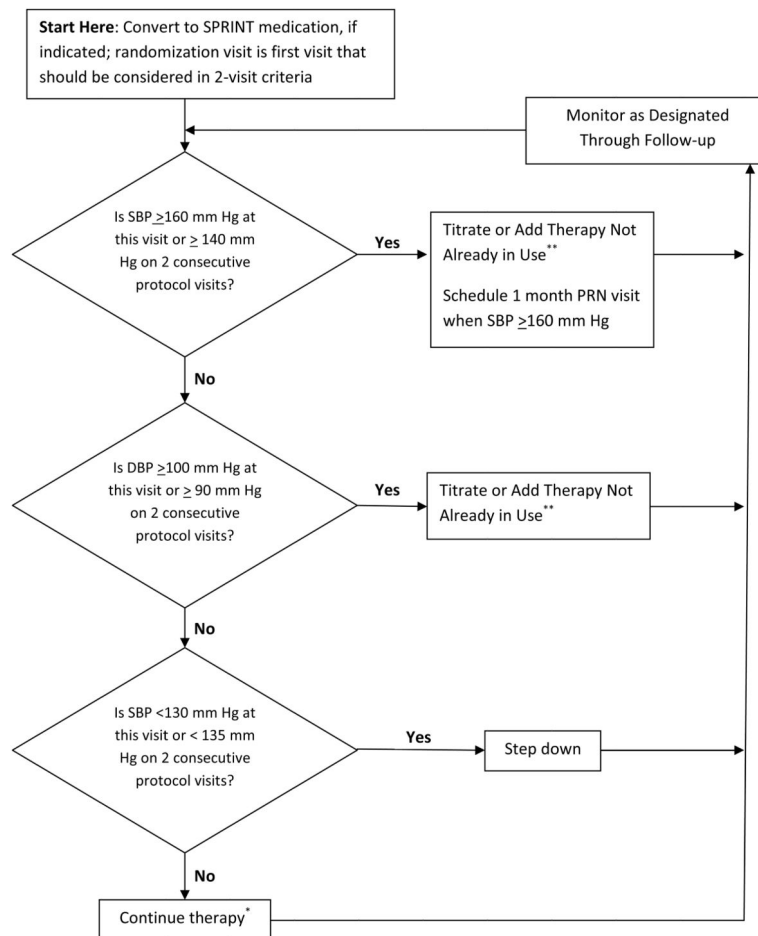 Start Here: Convert to SPRINT medication, if
indicated; randomization visit is first visit that
should be considered in 2-visit criteria
Monitor as Designated
Through Follow-up
Is SBP ≥160 mm Hg at
this visit or ≥ 140 mm
Hg on 2 consecutive
protocol visits?
Yes
Titrate or Add Therapy Not
Already in Use**
Schedule 1 month PRN visit
when SBP ≥160 mm Hg
No
Is DBP ≥100 mm Hg at
this visit or ≥ 90 mm Hg
on 2 consecutive
protocol visits?
Yes
Titrate or Add Therapy Not
Already in Use**
No
Is SBP <130 mm Hg at
this visit or < 135 mm
Hg on 2 consecutive
protocol visits?
Yes
Step down
No
Continue therapy*